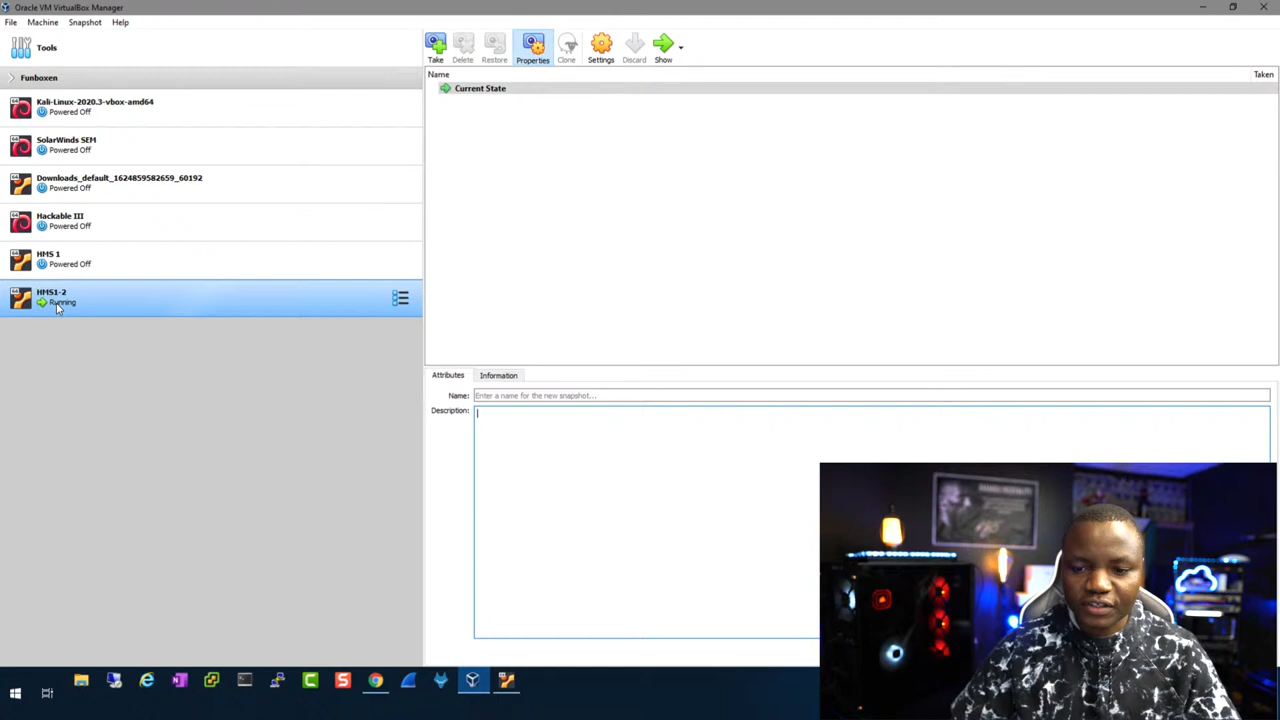 Oracle VM VirtualBox Manager
File Machine Snapshot Help
Tools
Take Delete Restore Properties Clone Settings Discard Show
Funboxen
Kali-Linux-2020.3-vbox-amd64
Powered Off
SolarWinds SEM
Powered Off
Downloads_default_1624859582659_60192
Powered Off
Hackable III
Powered Off
HMS 1
Powered Off
HMS1-2
Running
Name Taken
Current State
Attributes Information
Name: Enter a name for the new snapshot...
Description: